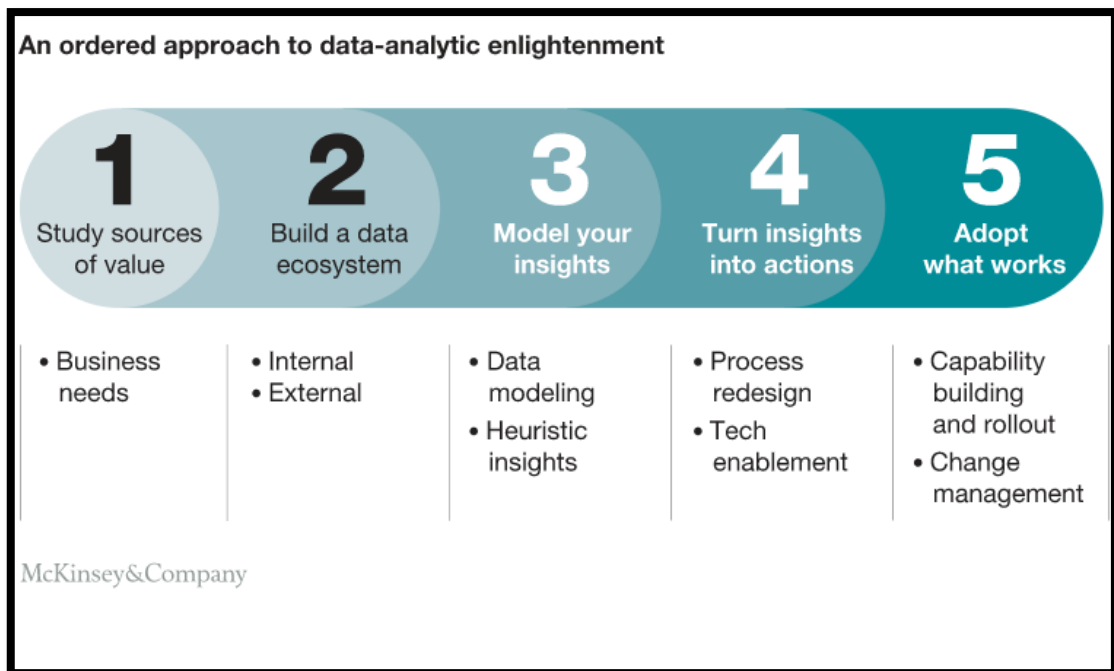 An ordered approach to data-analytic enlightenment
1
Study sources
of value
2
Build a data
ecosystem
3
Model your
insights
4
Turn insights
into actions
5
Adopt
what works
• Business
needs
• Internal
• External
• Data
modeling
• Heuristic
insights
• Process
redesign
• Tech
enablement
• Capability
building
and rollout
• Change
management
McKinsey&Company